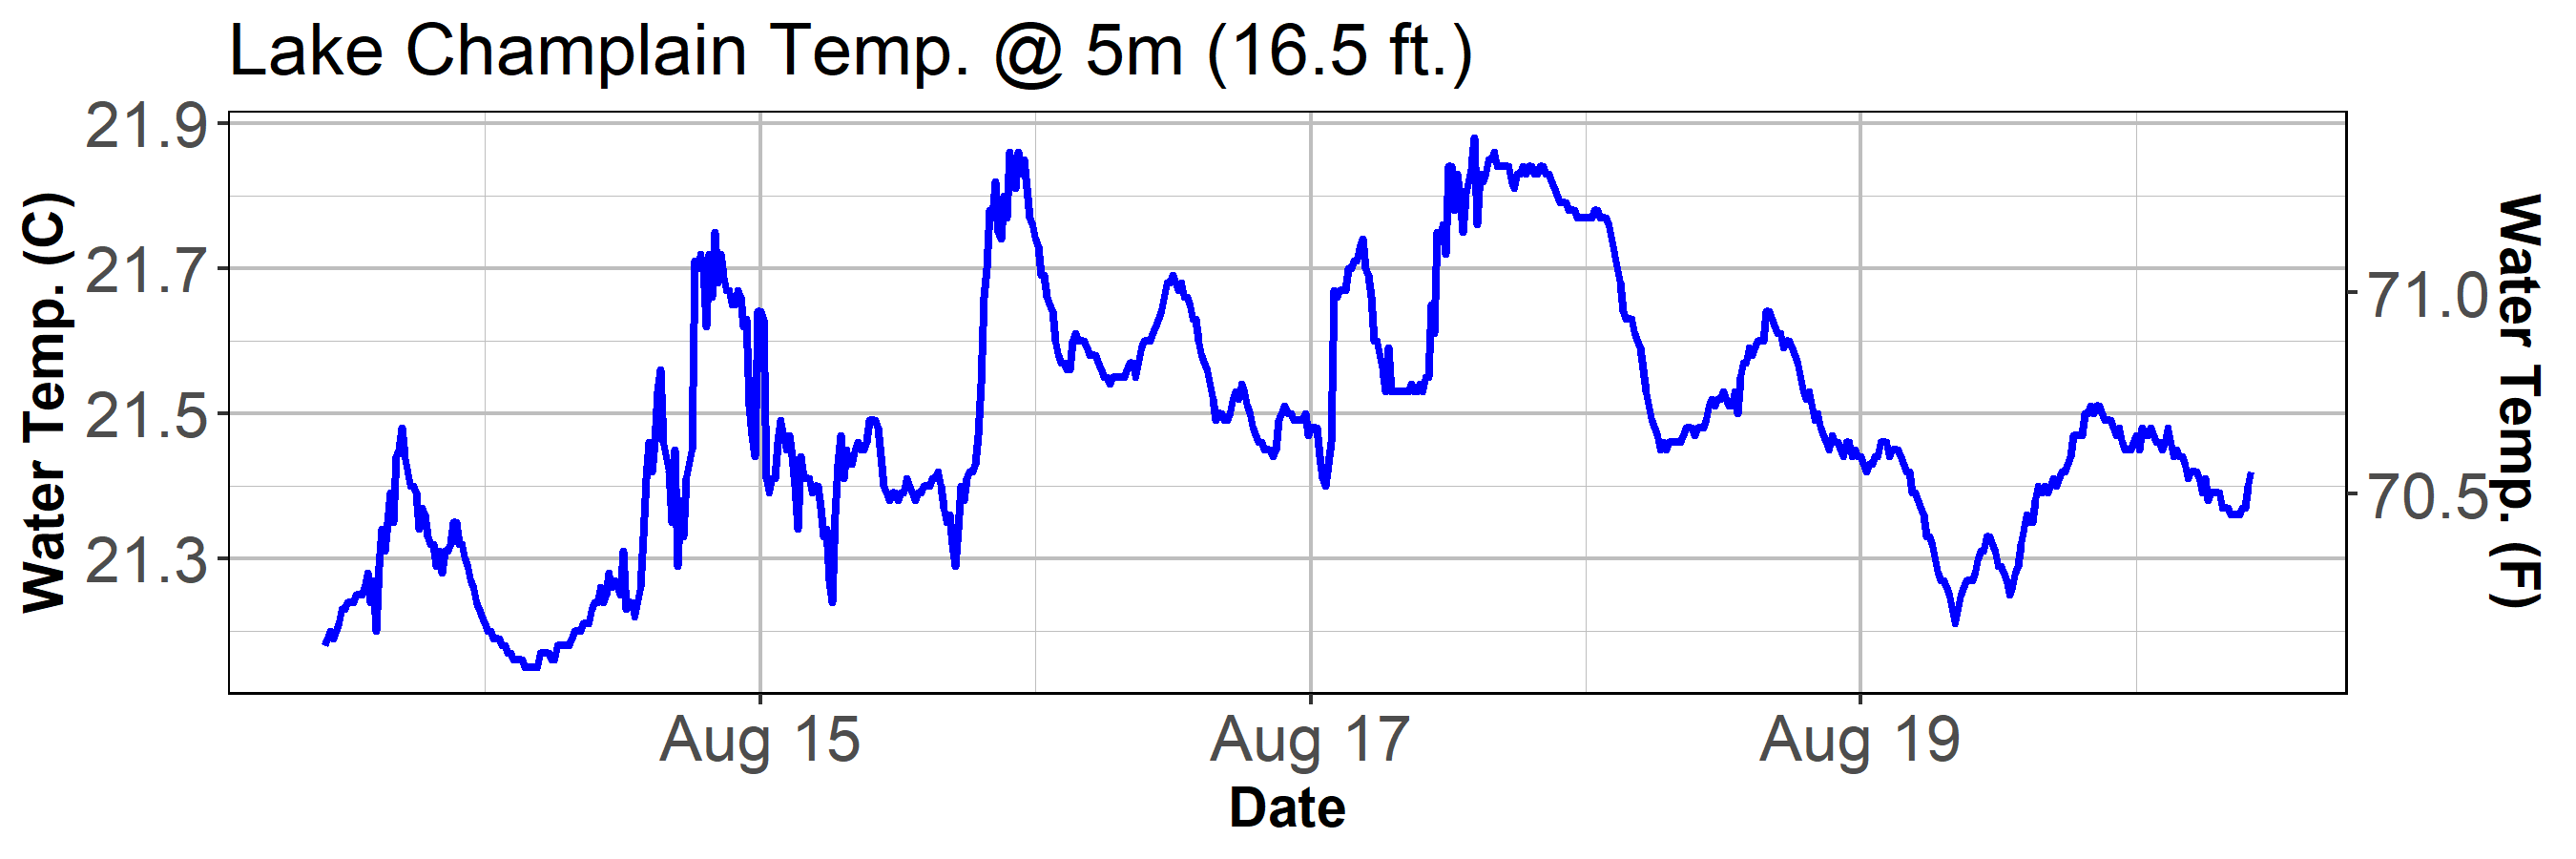 Lake Champlain Temp. @ 5m (16.5 ft.)
Water Temp. (C)
21.9
21.7
21.5
21.3
71.0
70.5
Water Temp. (F)
Aug 15
Aug 17
Aug 19
Date